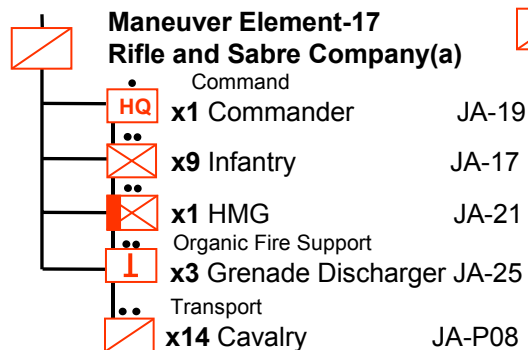 Maneuver Element-17
Rifle and Sabre Company(a)
Command
HQ x1 Commander JA-19
x9 Infantry JA-17
x1 HMG JA-21
Organic Fire Support
x3 Grenade Discharger JA-25
Transport
x14 Cavalry JA-P08